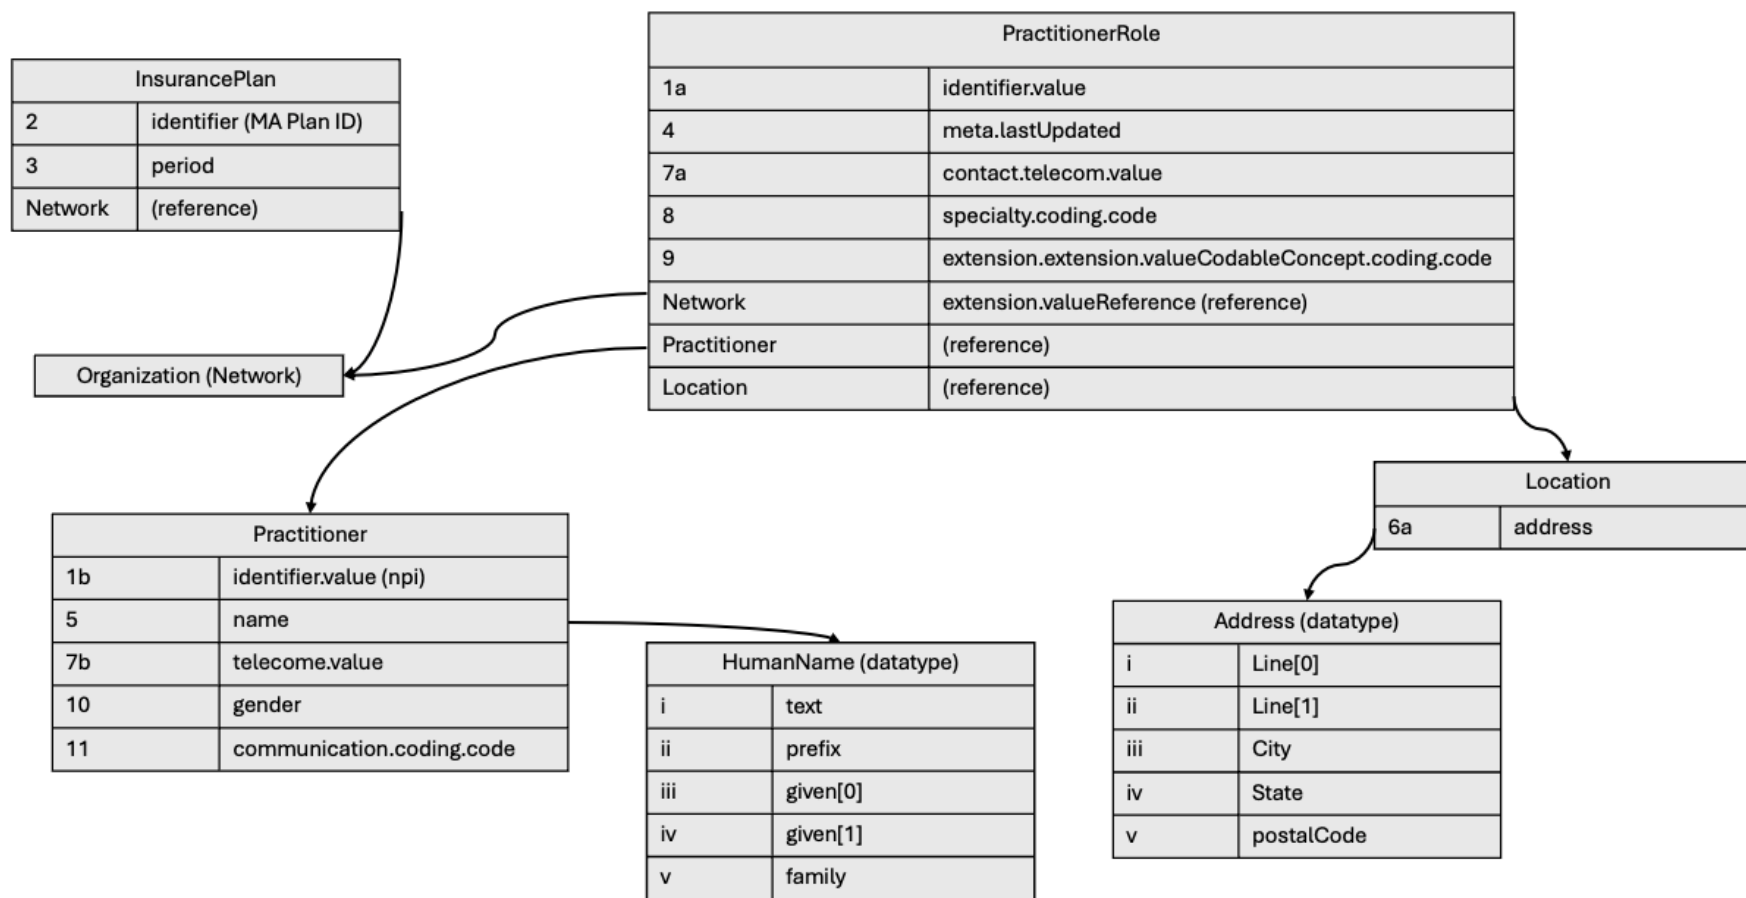 PractitionerRole
1a identifier.value
4 meta.lastUpdated
7a contact.telecom.value
8 specialty.coding.code
9 extension.extension.valueCodableConcept.coding.code
Network extension.valueReference (reference)
Practitioner (reference)
Location (reference)
InsurancePlan
2 identifier (MA Plan ID)
3 period
Network (reference)
Organization (Network)
Practitioner
1b identifier.value (npi)
5 name
7b telecome.value
10 gender
11 communication.coding.code
HumanName (datatype)
i text
ii prefix
iii given[0]
iv given[1]
v family
Location
6a address
Address (datatype)
i Line[0]
ii Line[1]
iii City
iv State
v postalCode